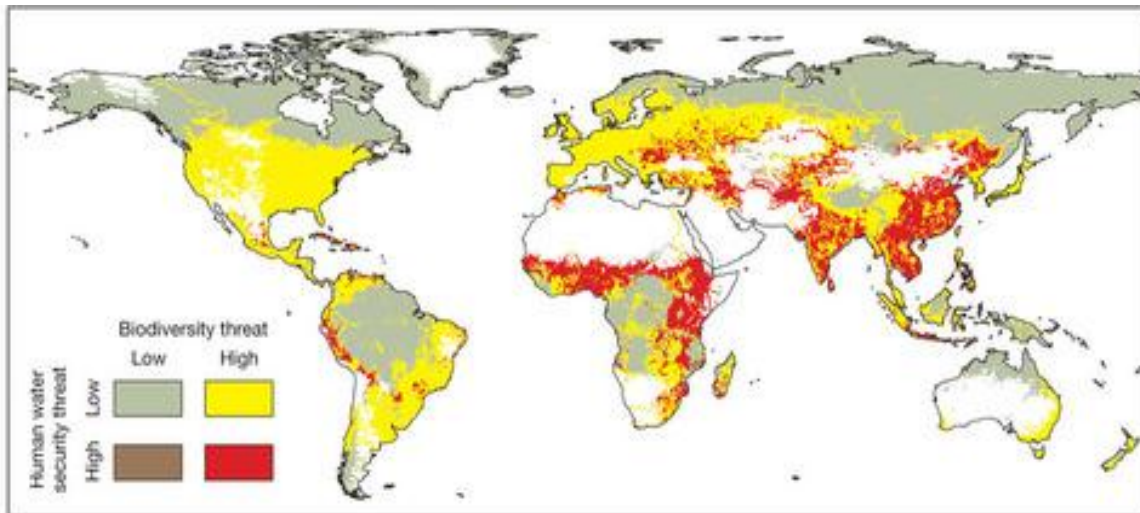 Biodiversity threat
Low High
Human water
security threat
Low
High